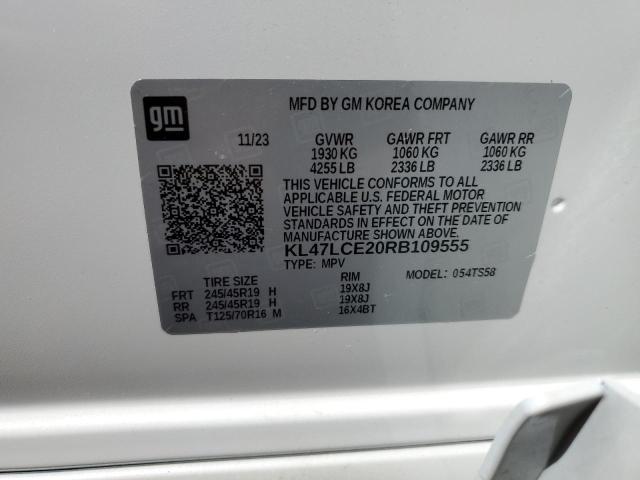 gm
MFD BY GM KOREA COMPANY
11/23 GVWR GAWR FRT GAWR RR
1930 KG 1060 KG 1060 KG
4255 LB 2336 LB 2336 LB
THIS VEHICLE CONFORMS TO ALL
APPLICABLE U.S. FEDERAL MOTOR
VEHICLE SAFETY AND THEFT PREVENTION
STANDARDS IN EFFECT ON THE DATE OF
MANUFACTURE SHOWN ABOVE.
KL47LCE20RB109555
TYPE: MPV MODEL: 054TS58
TIRE SIZE RIM
FRT 245/45R19 H 19X8J
RR 245/45R19 H 19X8J
SPA T125/70R16 M 16X4BT